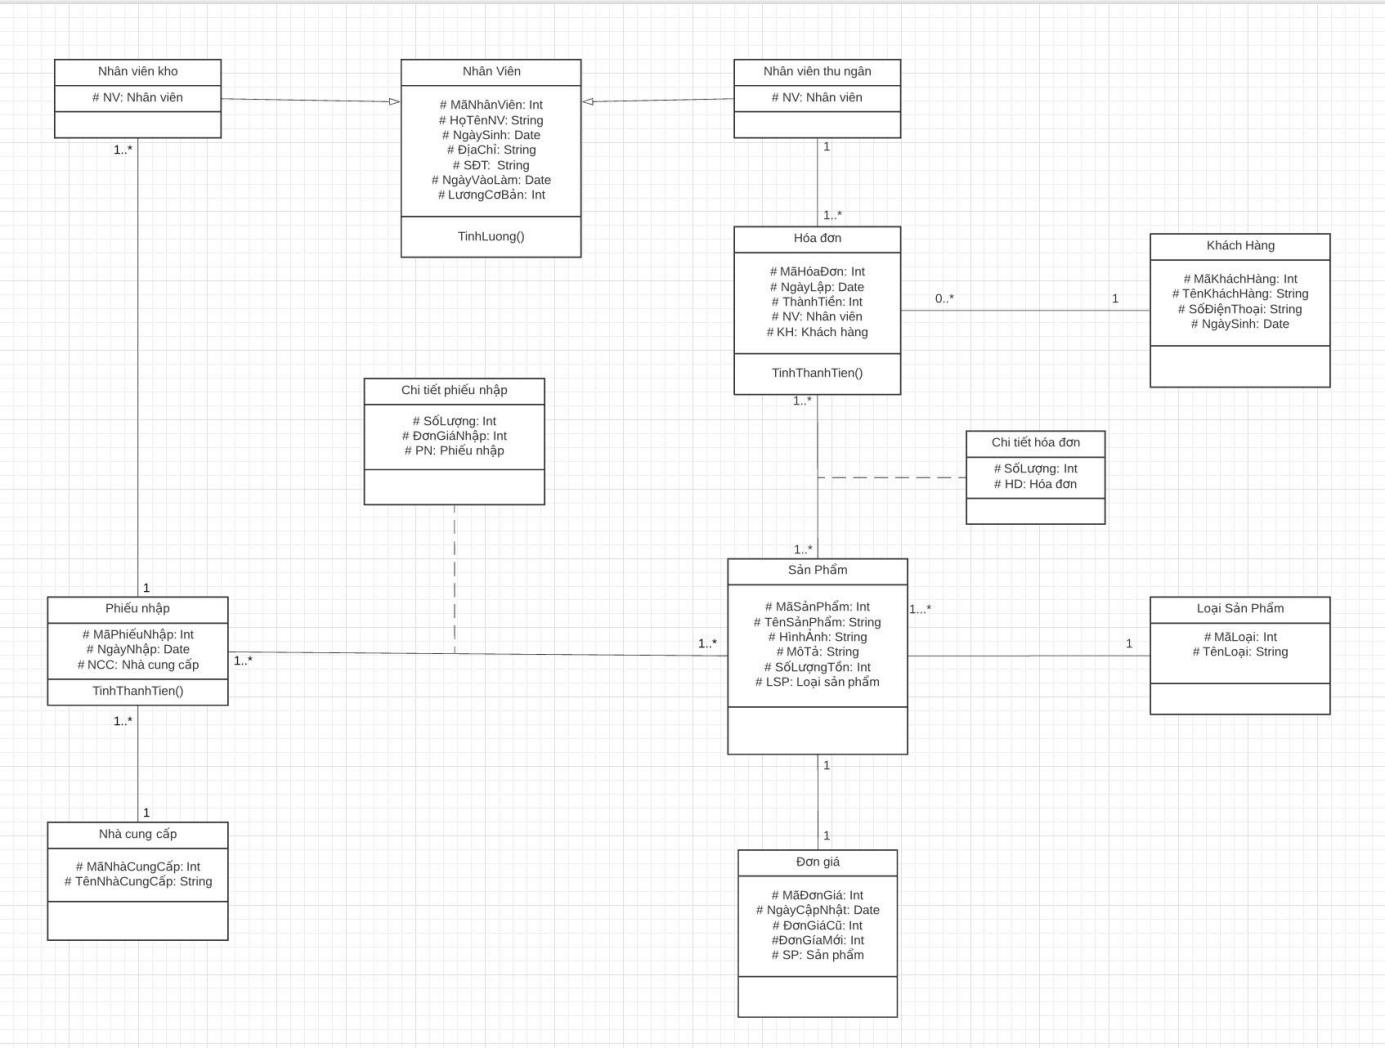 Nhân viên kho
# NV: Nhân viên
1..*
Nhân Viên
# MãNhânViên: Int
# HọTênNV: String
# NgàySinh: Date
# ĐịaChỉ: String
# SĐT:  String
# NgàyVàoLàm: Date
# LươngCơBản: Int
TinhLuong()
Nhân viên thu ngân
# NV: Nhân viên
1
1..*
Hóa đơn
# MãHóaĐơn: Int
# NgàyLập: Date
# ThànhTiền: Int
# NV: Nhân viên
# KH: Khách hàng
TinhThanhTien()
0..*
1
Khách Hàng
# MãKháchHàng: Int
# TênKháchHàng: String
# SốĐiệnThoại: String
# NgàySinh: Date
1..*
Chi tiết phiếu nhập
# SốLượng: Int
# ĐơnGiáNhập: Int
# PN: Phiếu nhập
Chi tiết hóa đơn
# SốLượng: Int
# HD: Hóa đơn
1..*
1
Phiếu nhập
# MãPhiếuNhập: Int
# NgàyNhập: Date
# NCC: Nhà cung cấp
TinhThanhTien()
1..*
1..*
Sản Phẩm
# MãSảnPhẩm: Int
# TênSảnPhẩm: String
# HìnhẢnh: String
# MôTả: String
# SốLượngTồn: Int
# LSP: Loại sản phẩm
1...*
1
Loại Sản Phẩm
# MãLoại: Int
# TênLoại: String
1..*
1
Nhà cung cấp
# MãNhàCungCấp: Int
# TênNhàCungCấp: String
1
1
Đơn giá
# MãĐơnGiá: Int
# NgàyCậpNhật: Date
# ĐơnGiáCũ: Int
#ĐơnGíaMới: Int
# SP: Sản phẩm